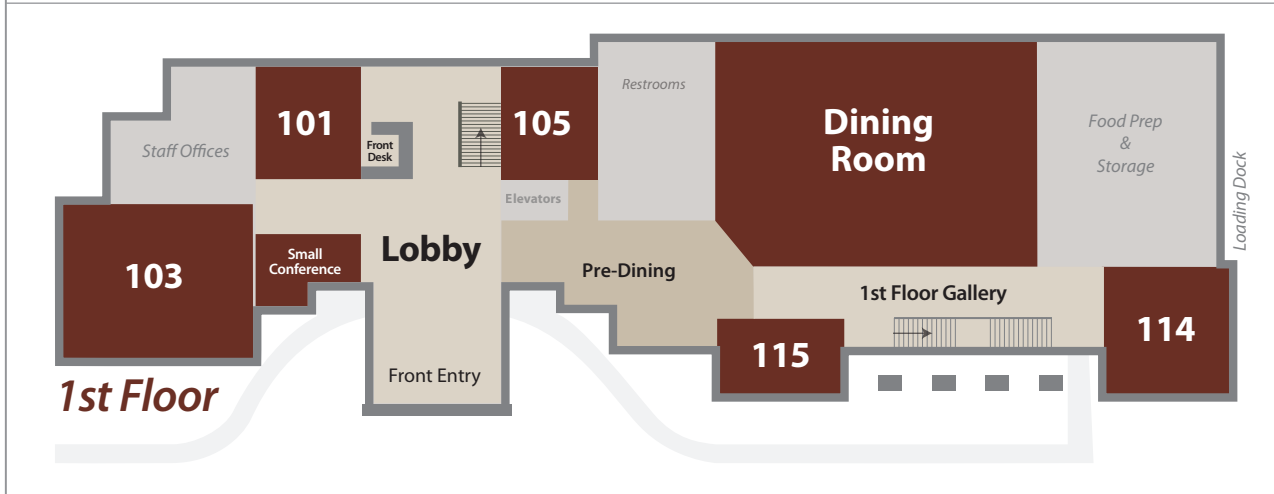 Restrooms
101
105
Dining
Room
Food Prep
&
Storage
Staff Offices
Front
Desk
Loading Dock
Elevators
Lobby
Small
Conference
103
Pre-Dining
1st Floor Gallery
114
115
Front Entry
1st Floor